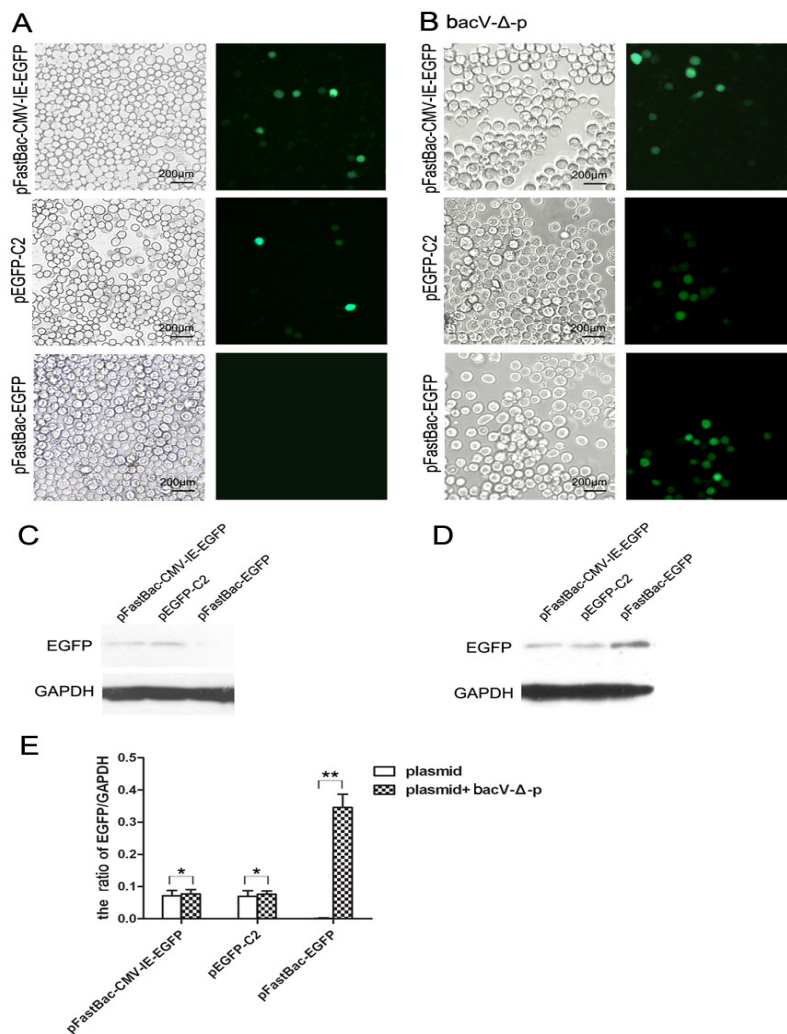 A
B bacV-Δ-p
pFastBac-CMV-IE-EGFP
200μm
pFastBac-CMV-IE-EGFP
200μm
pEGFP-C2
200μm
pEGFP-C2
200μm
pFastBac-EGFP
200μm
pFastBac-EGFP
200μm
C
pFastBac-CMV-IE-EGFP
pEGFP-C2
pFastBac-EGFP
EGFP
GAPDH
D
pFastBac-CMV-IE-EGFP
pEGFP-C2
pFastBac-EGFP
EGFP
GAPDH
E
the ratio of EGFP/GAPDH
0.5
0.4
0.3
0.2
0.1
0.0
*
*
**
plasmid
plasmid+ bacV-Δ-p
pFastBac-CMV-IE-EGFP
pEGFP-C2
pFastBac-EGFP